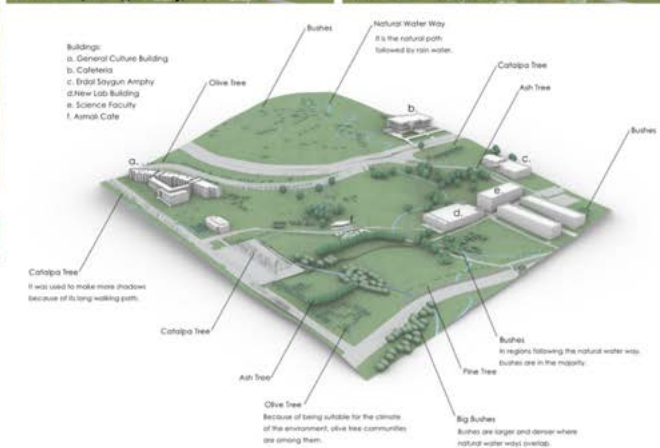 Buildings:
a. General Culture Building
b. Cafeteria
c. Erdal Saygun Amphy
d.New Lab Building
e. Science Faculty
f. Asmalı Cafe
Bushes
Natural Water Way
It is the natural path
followed by rain water.
Olive Tree
Catalpa Tree
Ash Tree
Bushes
b.
a.
c.
e.
d.
f.
Catalpa Tree
It was used to make more shadows
because of its long walking path.
Catalpa Tree
Ash Tree
Olive Tree
Because of being suitable for the climate
of the environment, olive tree communities
are among them.
Bushes
In regions following the natural water way,
bushes are in the majority.
Pine Tree
Big Bushes
Bushes are larger and denser where
natural water ways overlap.